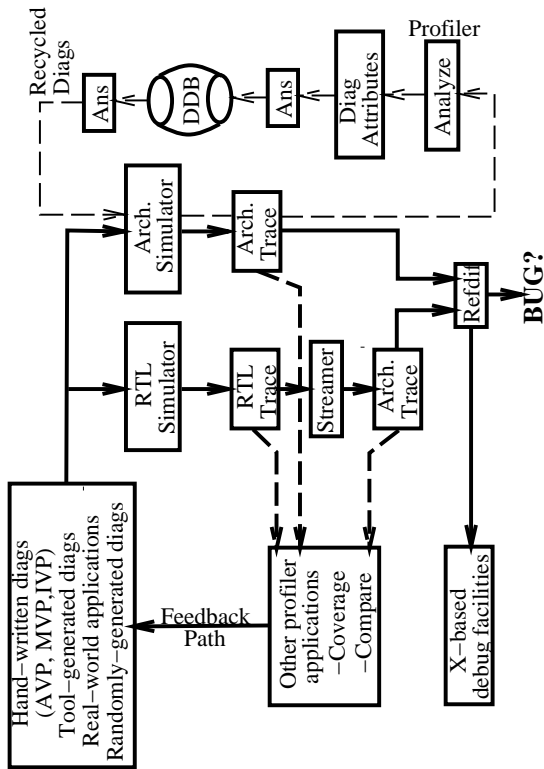 Hand-written diags
(AVP, MVP,IVP)
Tool-generated diags
Real-world applications
Randomly-generated diags
Feedback
Path
Other profiler
applications
-Coverage
-Compare
X-based
debug facilities
RTL
Simulator
RTL
Trace
Streamer
Arch.
Trace
Arch.
Simulator
Arch.
Trace
Refdif
BUG?
Recycled
Diags
Ans
DDB
Ans
Diag
Attributes
Profiler
Analyze